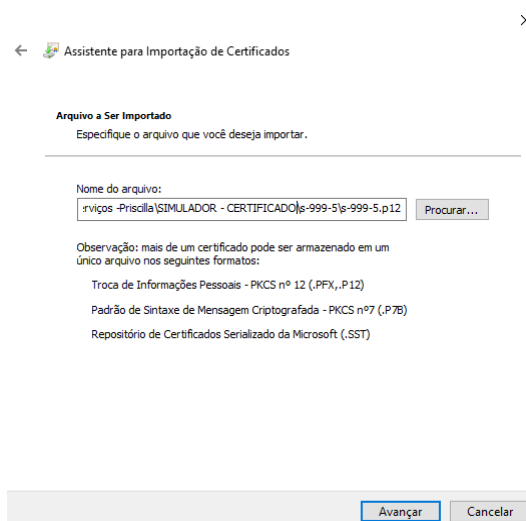 Assistente para Importação de Certificados
Arquivo a Ser Importado
Especifique o arquivo que você deseja importar.
Nome do arquivo:
rviços -Priscilla\SIMULADOR - CERTIFICADO\s-999-5\s-999-5.p12 Procurar...
Observação: mais de um certificado pode ser armazenado em um
único arquivo nos seguintes formatos:
Troca de Informações Pessoais - PKCS nº 12 (.PFX,.P12)
Padrão de Sintaxe de Mensagem Criptografada - PKCS nº7 (.P7B)
Repositório de Certificados Serializado da Microsoft (.SST)
Avançar Cancelar